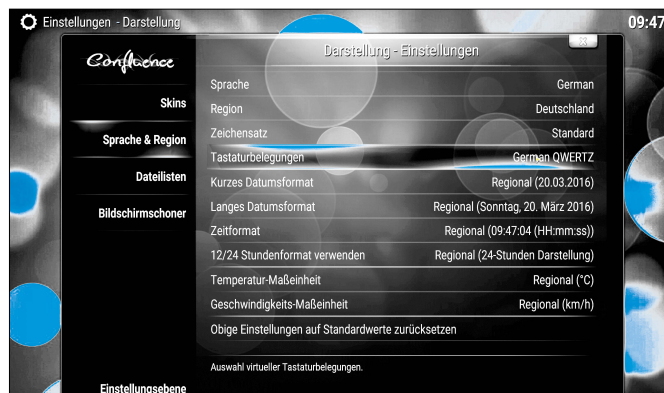 Einstellungen - Darstellung
09:47
Confluence
Darstellung - Einstellungen
Skins
Sprache & Region
Dateilisten
Bildschirmschoner
Einstellungsebene
Sprache German
Region Deutschland
Zeichensatz Standard
Tastaturbelegungen German QWERTZ
Kurzes Datumsformat Regional (20.03.2016)
Langes Datumsformat Regional (Sonntag, 20. März 2016)
Zeitformat Regional (09:47:04 (HH:mm:ss))
12/24 Stundenformat verwenden Regional (24-Stunden Darstellung)
Temperatur-Maßeinheit Regional (°C)
Geschwindigkeits-Maßeinheit Regional (km/h)
Obige Einstellungen auf Standardwerte zurücksetzen
Auswahl virtueller Tastaturbelegungen.